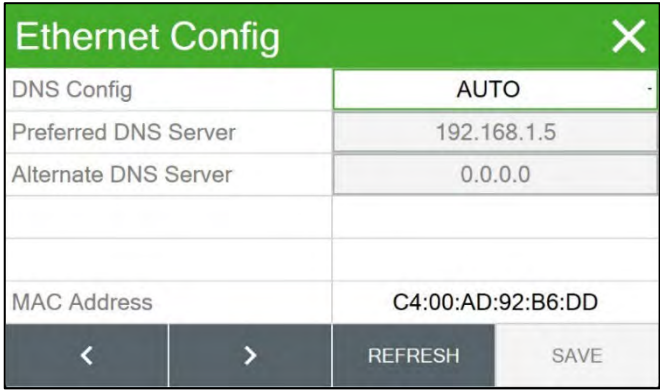 Ethernet Config
DNS Config AUTO
Preferred DNS Server 192.168.1.5
Alternate DNS Server 0.0.0.0
MAC Address C4:00:AD:92:B6:DD
< > REFRESH SAVE